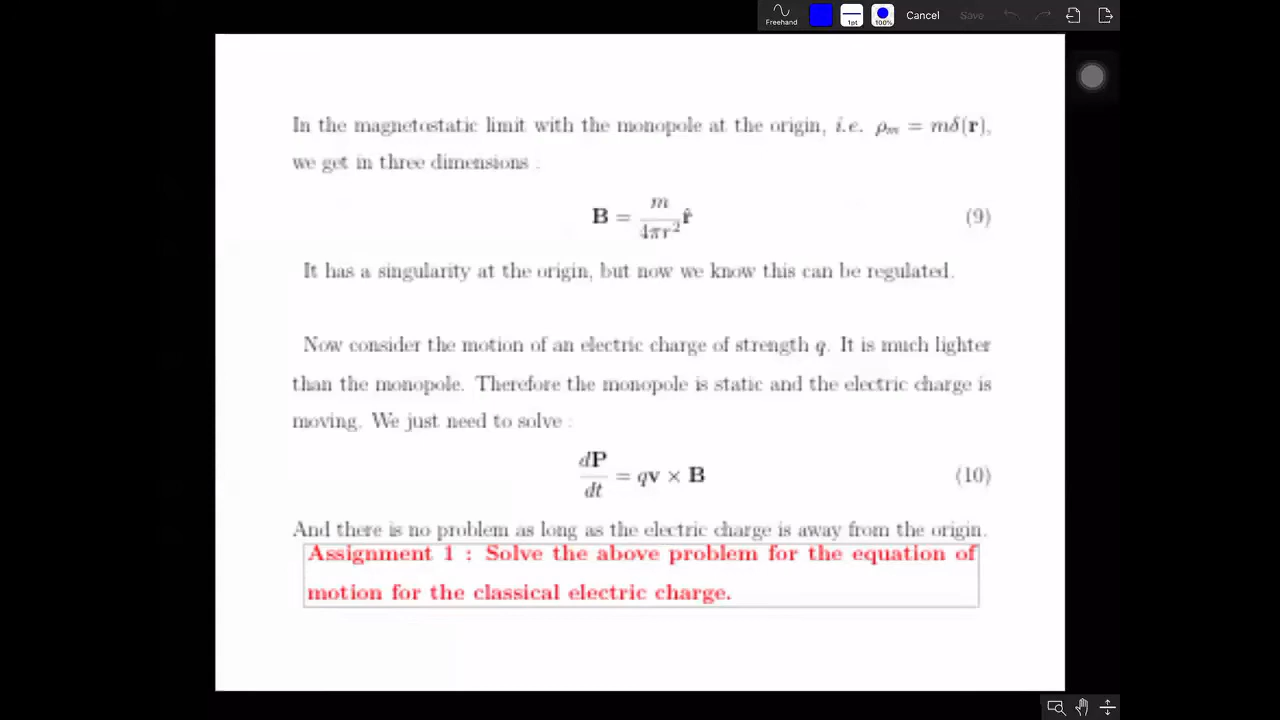 Freehand 1pt 100% Cancel Save
In the magnetostatic limit with the monopole at the origin, i.e. ρₘ = mδ(r),
we get in three dimensions :
B = m/4πr² r̂ (9)
It has a singularity at the origin, but now we know this can be regulated.
Now consider the motion of an electric charge of strength q. It is much lighter
than the monopole. Therefore the monopole is static and the electric charge is
moving. We just need to solve :
dP/dt = qv × B (10)
And there is no problem as long as the electric charge is away from the origin.
Assignment 1 : Solve the above problem for the equation of
motion for the classical electric charge.